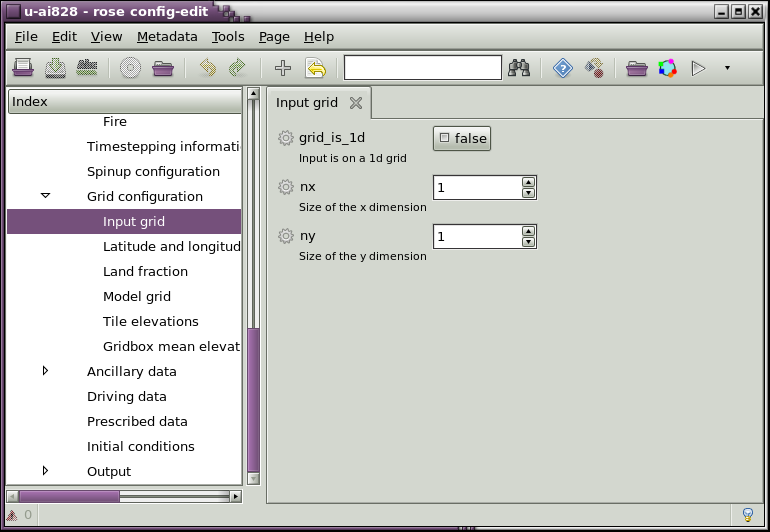 u-ai828 - rose config-edit
File Edit View Metadata Tools Page Help
Index
Fire
Timestepping informati
Spinup configuration
Grid configuration
Input grid
Latitude and longitud
Land fraction
Model grid
Tile elevations
Gridbox mean elevat
Ancillary data
Driving data
Prescribed data
Initial conditions
Output
Input grid
grid_is_1d false
Input is on a 1d grid
nx 1
Size of the x dimension
ny 1
Size of the y dimension
0